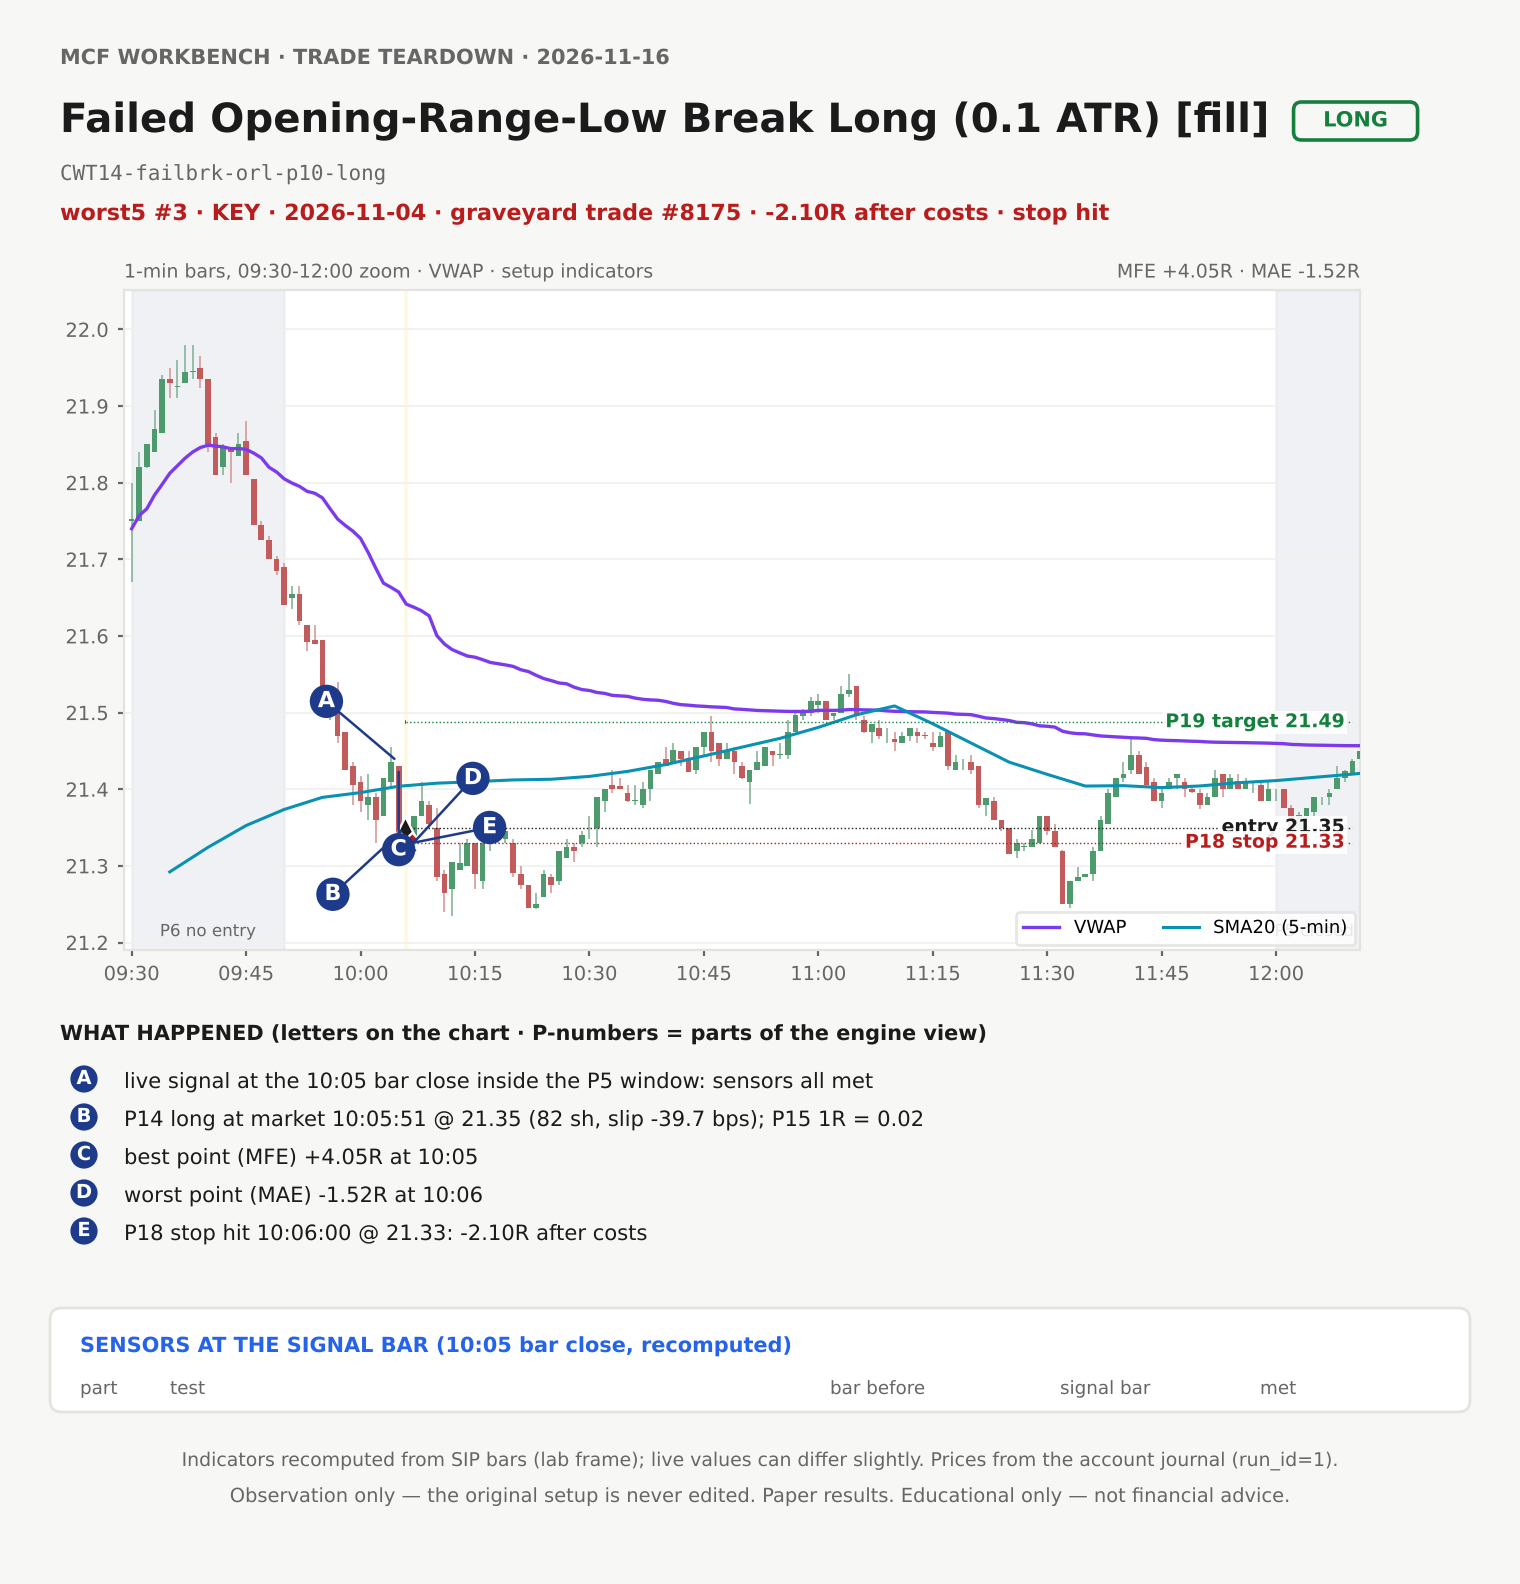 MCF WORKBENCH · TRADE TEARDOWN · 2026-11-16
Failed Opening-Range-Low Break Long (0.1 ATR) [fill]
LONG
CWT14-failbrk-orl-p10-long
worst5 #3 · KEY · 2026-11-04 · graveyard trade #8175 · -2.10R after costs · stop hit
1-min bars, 09:30-12:00 zoom · VWAP · setup indicators
MFE +4.05R · MAE -1.52R
22.0
21.9
21.8
21.7
21.6
21.5
21.4
21.3
21.2
A
B
C
D
E
P19 target 21.49
entry 21.35
P18 stop 21.33
P6 no entry
VWAP
SMA20 (5-min)
09:30
09:45
10:00
10:15
10:30
10:45
11:00
11:15
11:30
11:45
12:00
WHAT HAPPENED (letters on the chart · P-numbers = parts of the engine view)
A live signal at the 10:05 bar close inside the P5 window: sensors all met
B P14 long at market 10:05:51 @ 21.35 (82 sh, slip -39.7 bps); P15 1R = 0.02
C best point (MFE) +4.05R at 10:05
D worst point (MAE) -1.52R at 10:06
E P18 stop hit 10:06:00 @ 21.33: -2.10R after costs
SENSORS AT THE SIGNAL BAR (10:05 bar close, recomputed)
part test bar before signal bar met
Indicators recomputed from SIP bars (lab frame); live values can differ slightly. Prices from the account journal (run_id=1).
Observation only — the original setup is never edited. Paper results. Educational only — not financial advice.